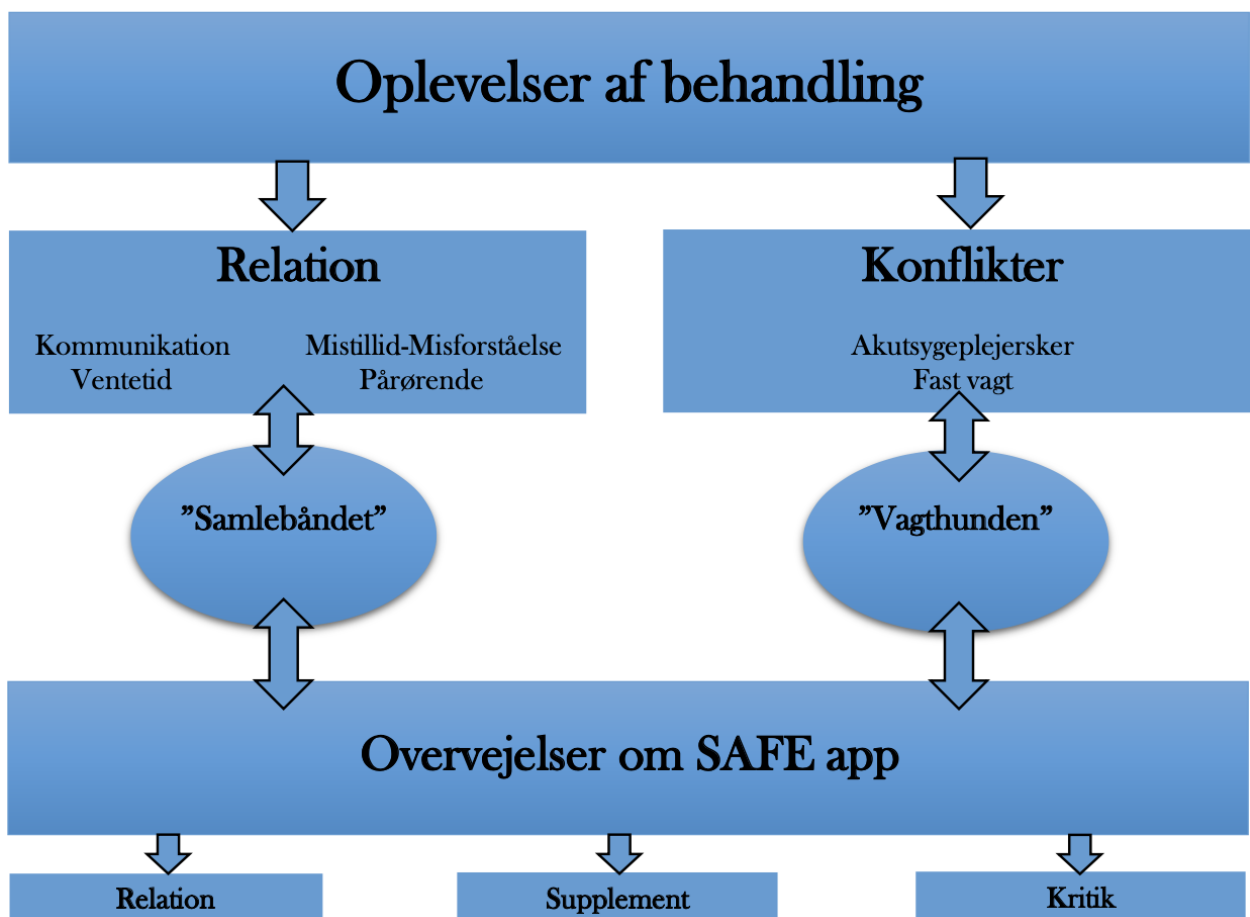 Oplevelser af behandling
Relation
Kommunikation
Ventetid
Mistillid-Misforståelse
Pårørende
Konflikter
Akutsygeplejersker
Fast vagt
”Samlebåndet”
”Vagthunden”
Overvejelser om SAFE app
Relation
Supplement
Kritik